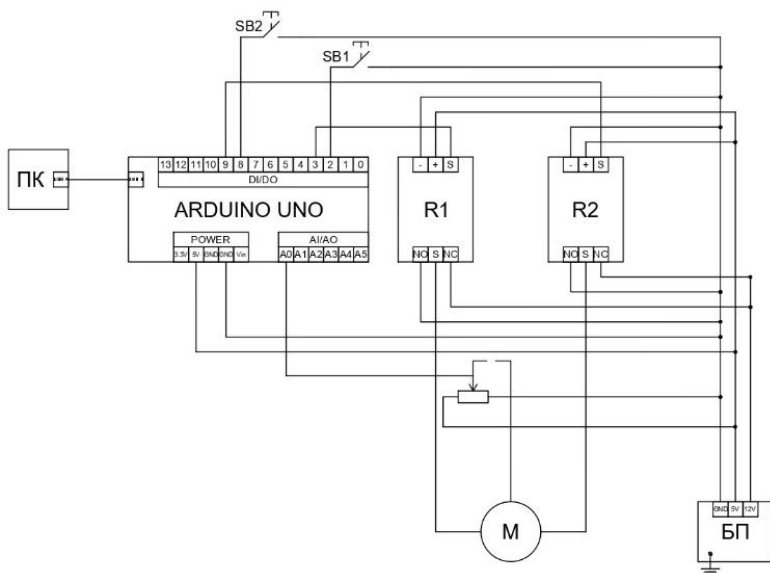 SB2
SB1
13 12 11 10 9 8 7 6 5 4 3 2 1 0
DI/DO
ПК
ARDUINO UNO
POWER
3.3V 5V GND GND Vin
AI/AO
A0 A1 A2 A3 A4 A5
- + S
R1
NO S NC
- + S
R2
NO S NC
M
GND 5V 12V
БП